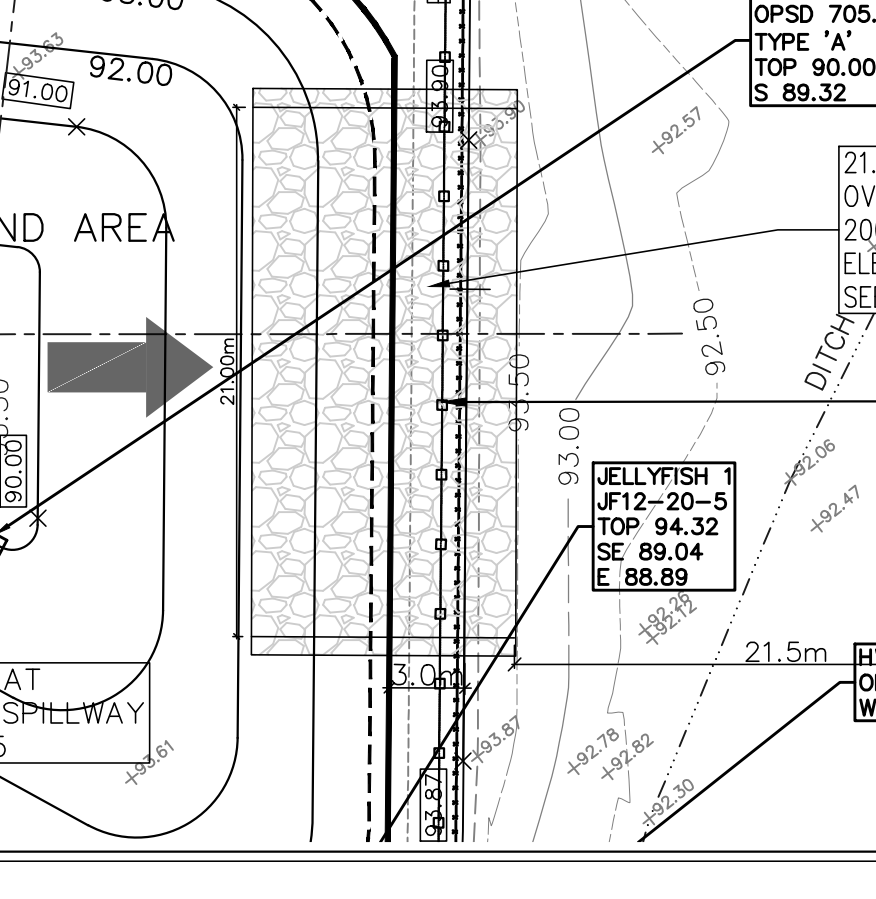 92.00
+93.63
91.00
93.90
+93.90
+92.57
OPSD 705.
TYPE 'A'
TOP 90.00
S 89.32
21.
OV
20
ELE
SEE
ND AREA
21.00m
90.00
93.50
93.00
92.50
DITCH
+92.06
+92.47
JELLYFISH 1
JF12-20-5
TOP 94.32
SE 89.04
E 88.89
+92.26
+92.12
21.5m
3.0m
AT
SPILLWAY
5
+93.61
93.87
+93.87
+92.78
+92.82
+92.30
H
O
W